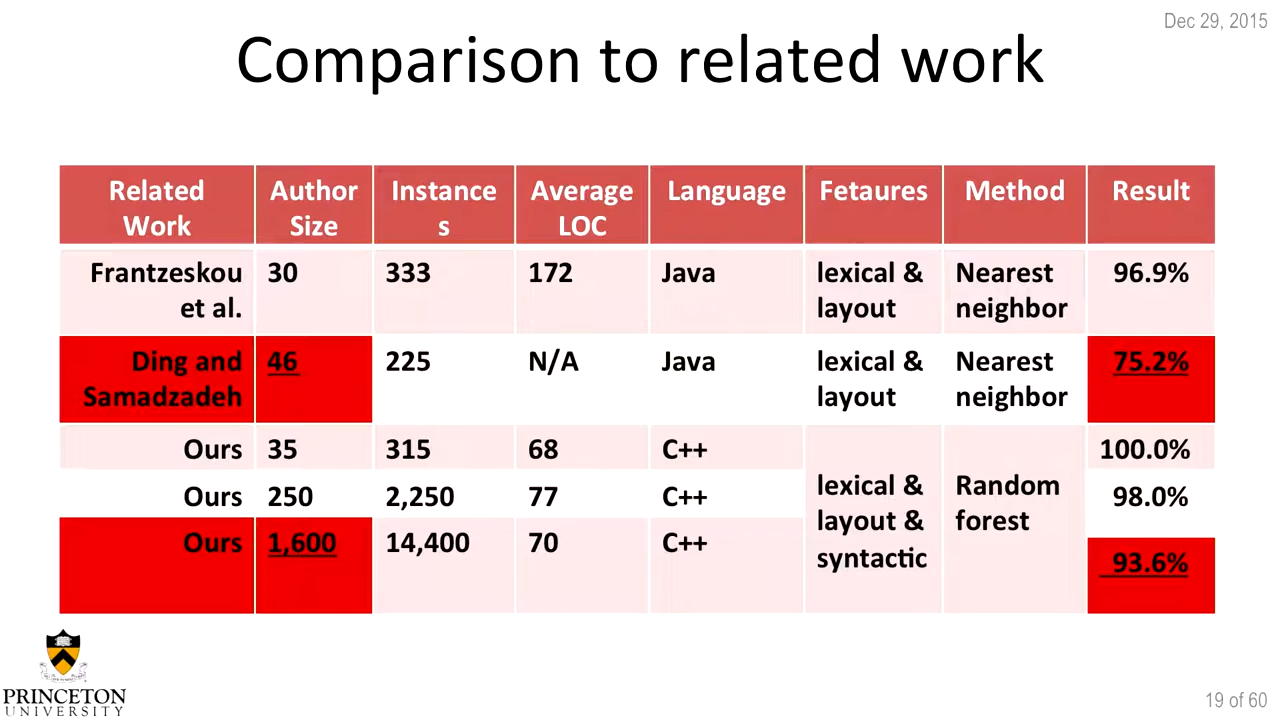 Dec 29, 2015
Comparison to related work
Related Work | Author Size | Instances | Average LOC | Language | Fetaures | Method | Result
Frantzeskou et al. | 30 | 333 | 172 | Java | lexical & layout | Nearest neighbor | 96.9%
Ding and Samadzadeh | 46 | 225 | N/A | Java | lexical & layout | Nearest neighbor | 75.2%
Ours | 35 | 315 | 68 | C++ | lexical & layout & syntactic | Random forest | 100.0%
Ours | 250 | 2,250 | 77 | C++ | 98.0%
Ours | 1,600 | 14,400 | 70 | C++ | 93.6%
PRINCETON
UNIVERSITY
19 of 60